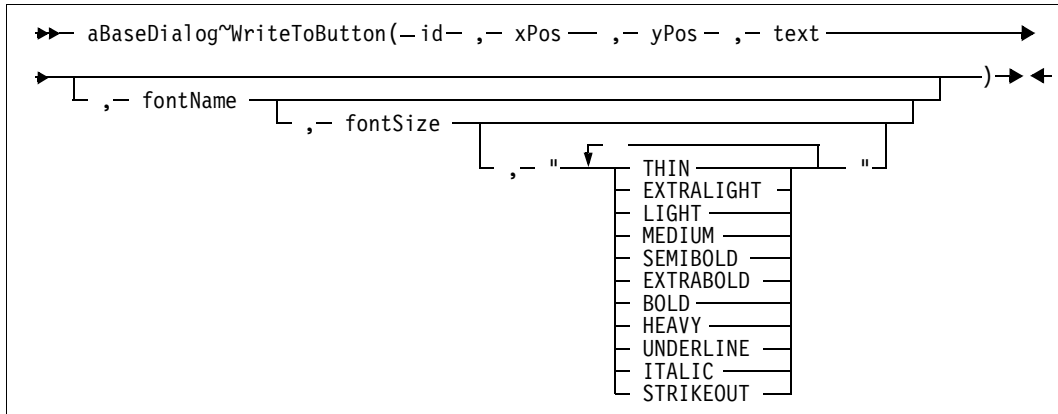 aBaseDialog~WriteToButton( id , xPos , yPos , text
)
, fontName
, fontSize
, " THIN "
EXTRALIGHT
LIGHT
MEDIUM
SEMIBOLD
EXTRABOLD
BOLD
HEAVY
UNDERLINE
ITALIC
STRIKEOUT